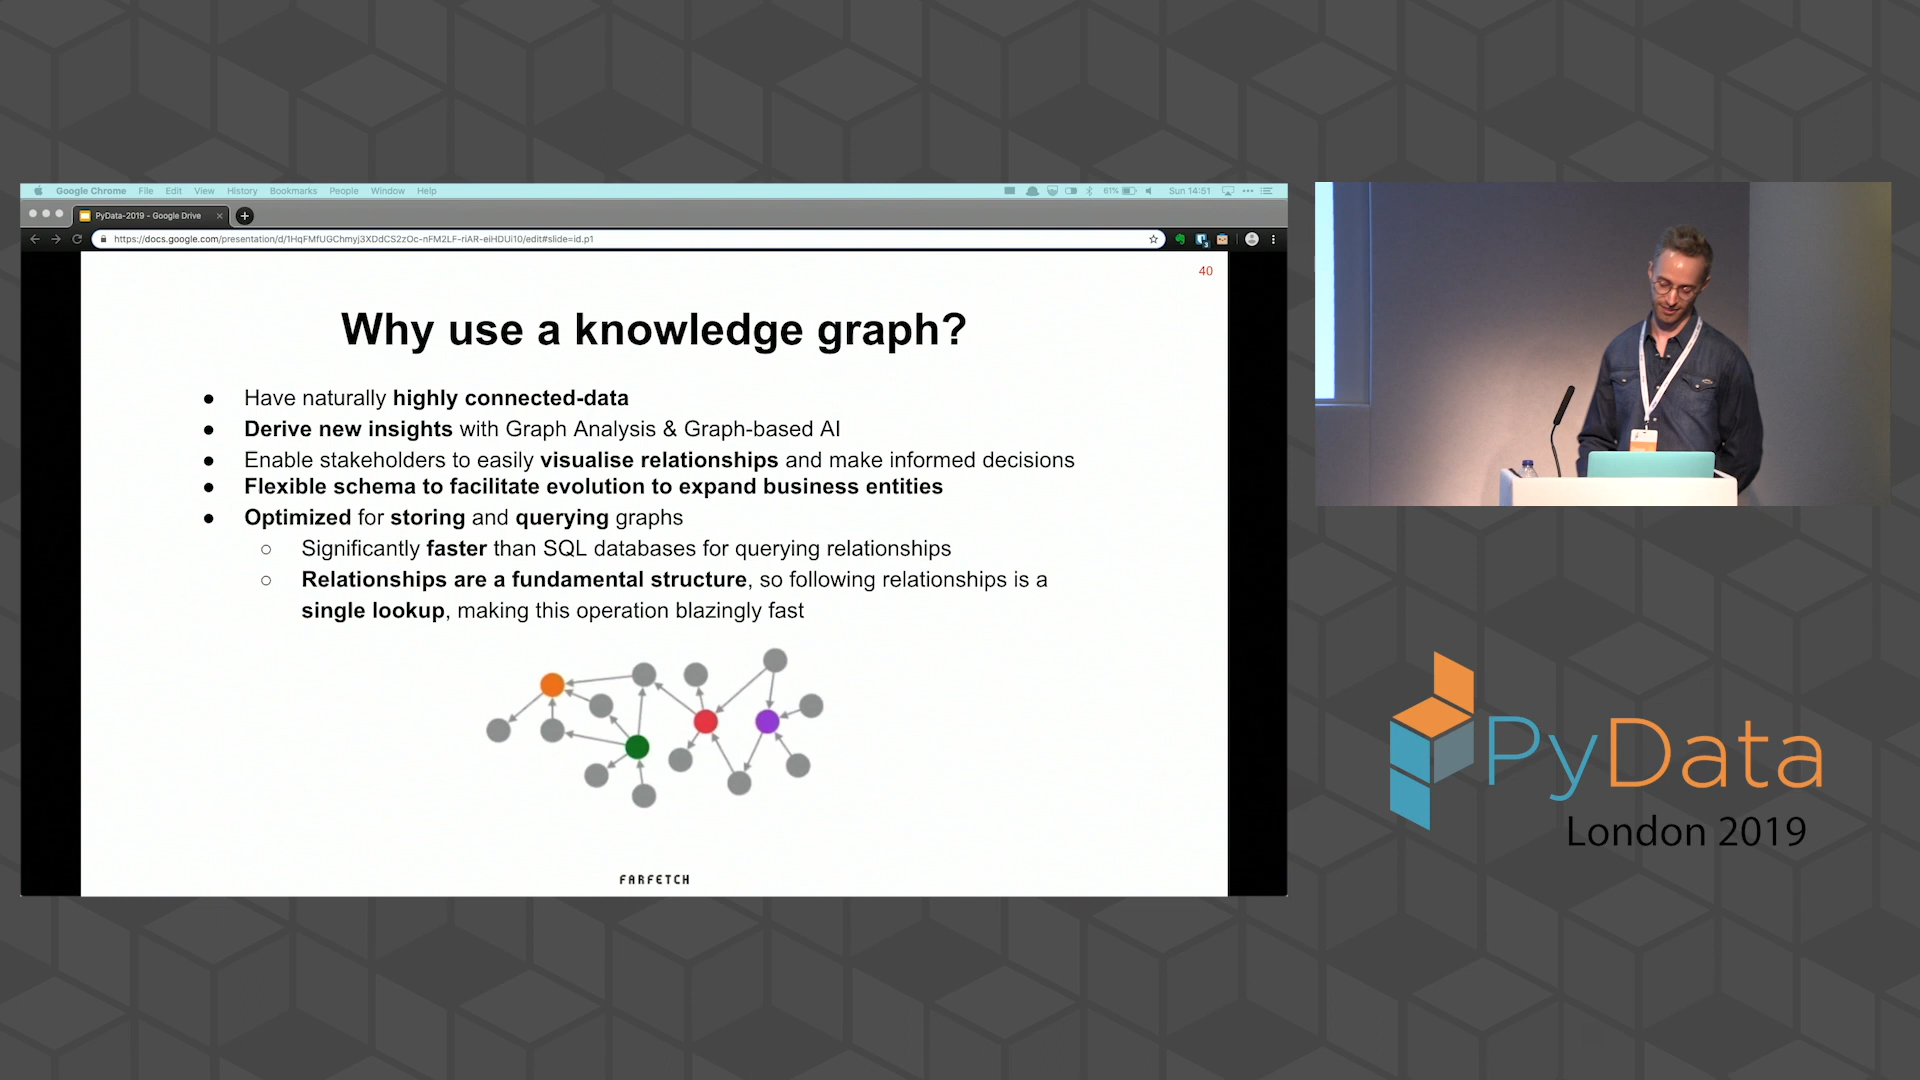 Google Chrome File Edit View History Bookmarks People Window Help 61% Sun 14:51
PyData-2019 - Google Drive
https://docs.google.com/presentation/d/1HqFMfUGChmyj3XDdCS2zOc-nFM2LF-riAR-eiHDUi10/edit#slide=id.p1
40
Why use a knowledge graph?
● Have naturally highly connected-data
● Derive new insights with Graph Analysis & Graph-based AI
● Enable stakeholders to easily visualise relationships and make informed decisions
● Flexible schema to facilitate evolution to expand business entities
● Optimized for storing and querying graphs
○ Significantly faster than SQL databases for querying relationships
○ Relationships are a fundamental structure, so following relationships is a
single lookup, making this operation blazingly fast
FARFETCH
PyData
London 2019